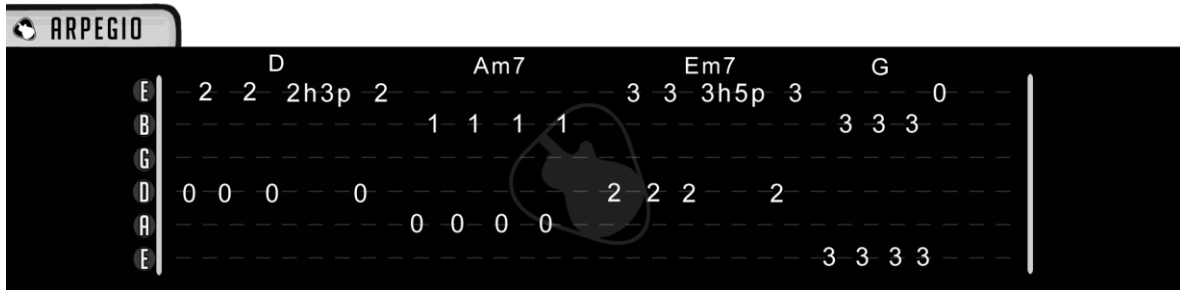 ARPEGIO
D Am7 Em7 G
E 2 2 2h3p 2 3 3 3h5p 3 0
B 1 1 1 1 3 3 3
G
D 0 0 0 0 2 2 2 2
A 0 0 0 0
E 3 3 3 3